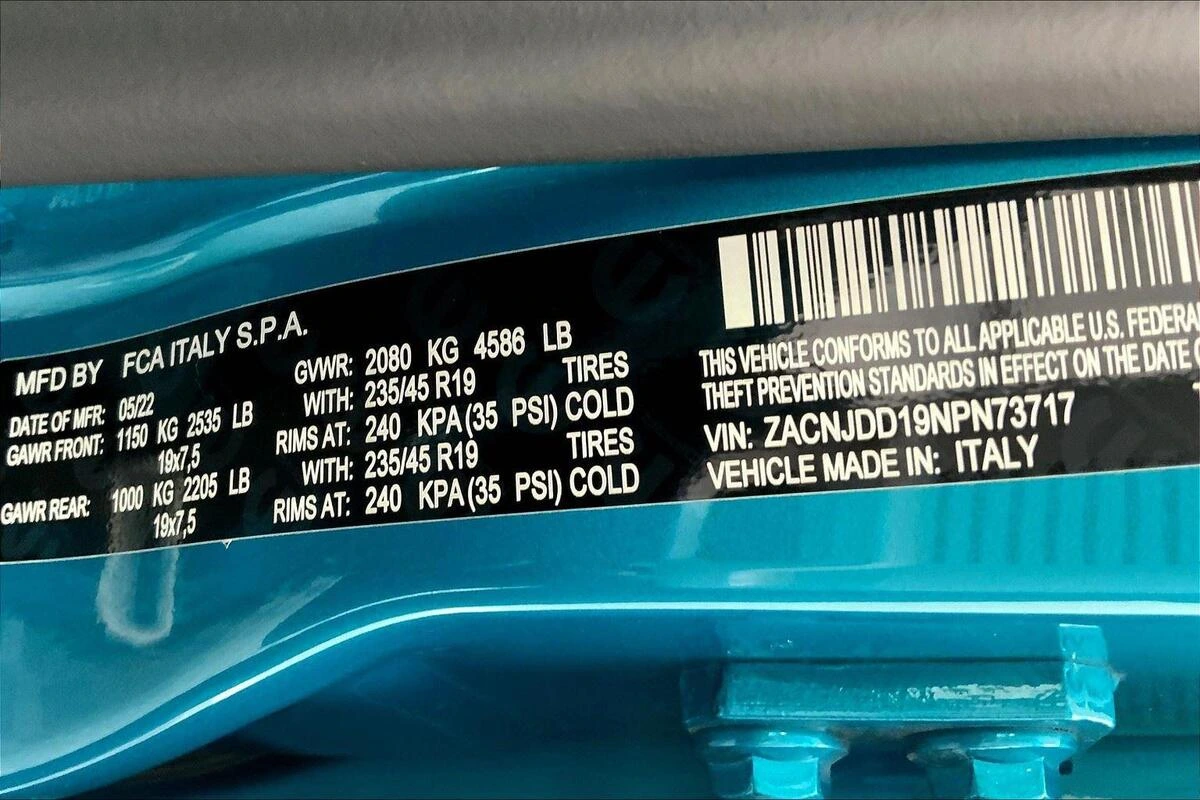 MFD BY FCA ITALY S.P.A.
DATE OF MFR: 05/22 GVWR: 2080 KG 4586 LB
GAWR FRONT: 1150 KG 2535 LB WITH: 235/45 R19 TIRES
19x7,5 RIMS AT: 240 KPA (35 PSI) COLD
GAWR REAR: 1000 KG 2205 LB WITH: 235/45 R19 TIRES
19x7,5 RIMS AT: 240 KPA (35 PSI) COLD
THIS VEHICLE CONFORMS TO ALL APPLICABLE U.S. FEDERA
THEFT PREVENTION STANDARDS IN EFFECT ON THE DATE
VIN: ZACNJDD19NPN73717
VEHICLE MADE IN: ITALY